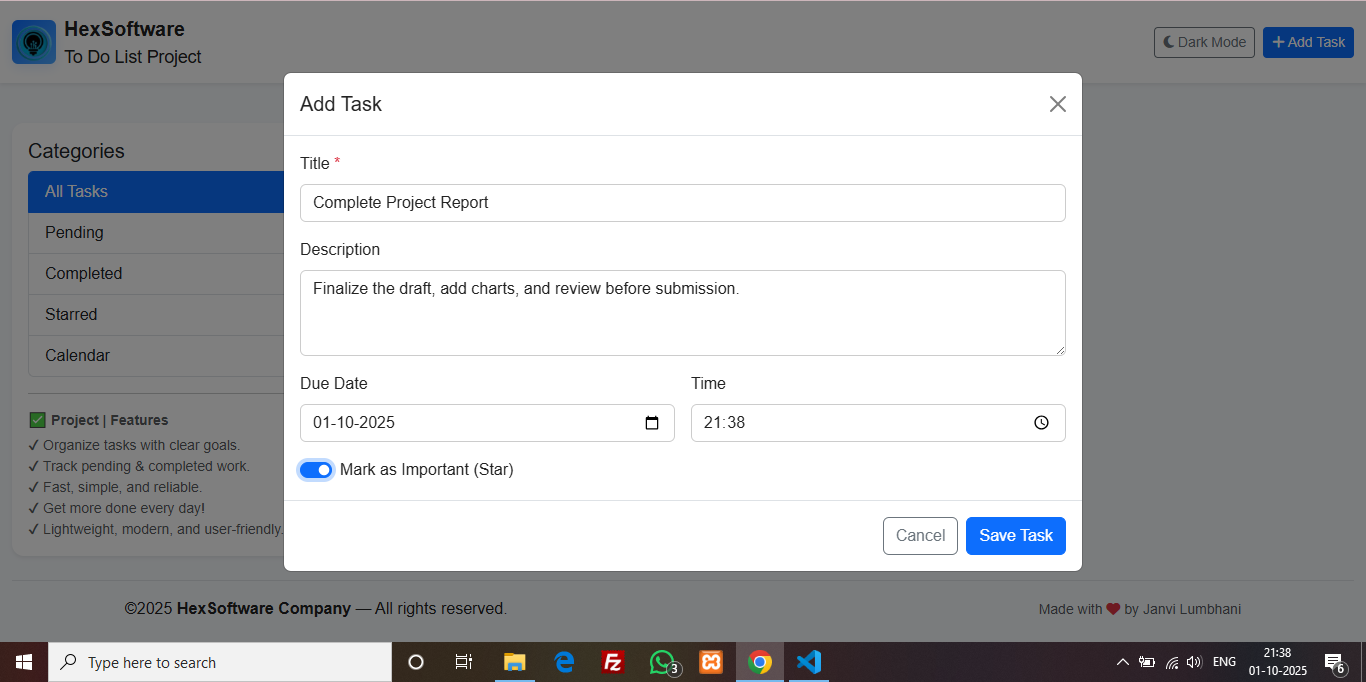 HexSoftware
To Do List Project
Dark Mode
+ Add Task
Add Task
Title *
Complete Project Report
Description
Finalize the draft, add charts, and review before submission.
Due Date
Time
01-10-2025
21:38
Mark as Important (Star)
Cancel
Save Task
Categories
All Tasks
Pending
Completed
Starred
Calendar
✅ Project | Features
✓ Organize tasks with clear goals.
✓ Track pending & completed work.
✓ Fast, simple, and reliable.
✓ Get more done every day!
✓ Lightweight, modern, and user-friendly.
©2025 HexSoftware Company — All rights reserved.
Made with ❤ by Janvi Lumbhani
Type here to search
Fz
3
ENG
21:38
01-10-2025
6